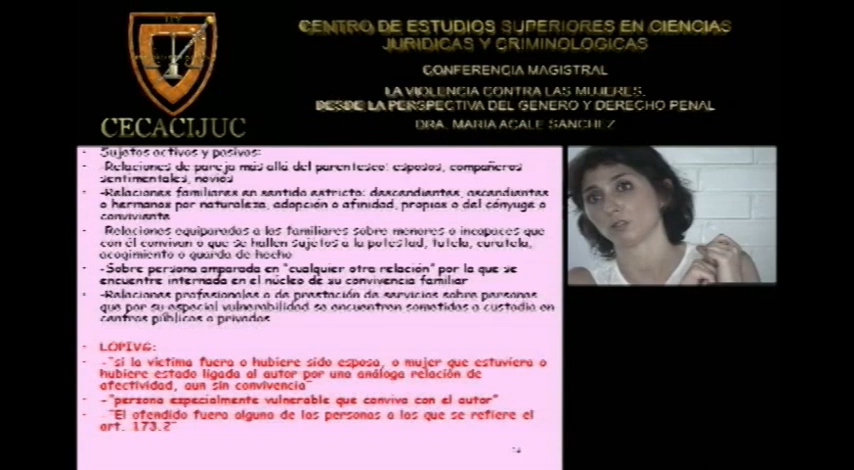 CENTRO DE ESTUDIOS SUPERIORES EN CIENCIAS
JURIDICAS Y CRIMINOLOGICAS
CONFERENCIA MAGISTRAL
LA VIOLENCIA CONTRA LAS MUJERES.
DESDE LA PERSPECTIVA DEL GENERO Y DERECHO PENAL
DRA. MARIA ACALE SANCHEZ
CECACIJUC
Sujetos activos y pasivos:
-Relaciones de pareja más allá del parentesco: esposos, compañeros
sentimentales, novios
-Relaciones familiares en sentido estricto: descendientes, ascendientes
o hermanos por naturaleza, adopción o afinidad, propios o del cónyuge o
conviviente
Relaciones equiparadas a las familiares sobre menores o incapaces que
con él convivan o que se hallen sujetos a la potestad, tutela, curatela,
acogimiento o guarda de hecho
-Sobre persona amparada en "cualquier otra relación" por la que se
encuentre integrada en el núcleo de su convivencia familiar
-Relaciones profesionales o de prestación de servicios sobre personas
que por su especial vulnerabilidad se encuentran sometidas a custodia en
centros públicos o privados
LOPIVG:
-"si la víctima fuera o hubiere sido esposa, o mujer que estuviera o
hubiere estado ligada al autor por una análoga relación de
afectividad, aun sin convivencia"
-"persona especialmente vulnerable que conviva con el autor"
-"El ofendido fuera alguna de las personas a las que se refiere el
art. 173.2"